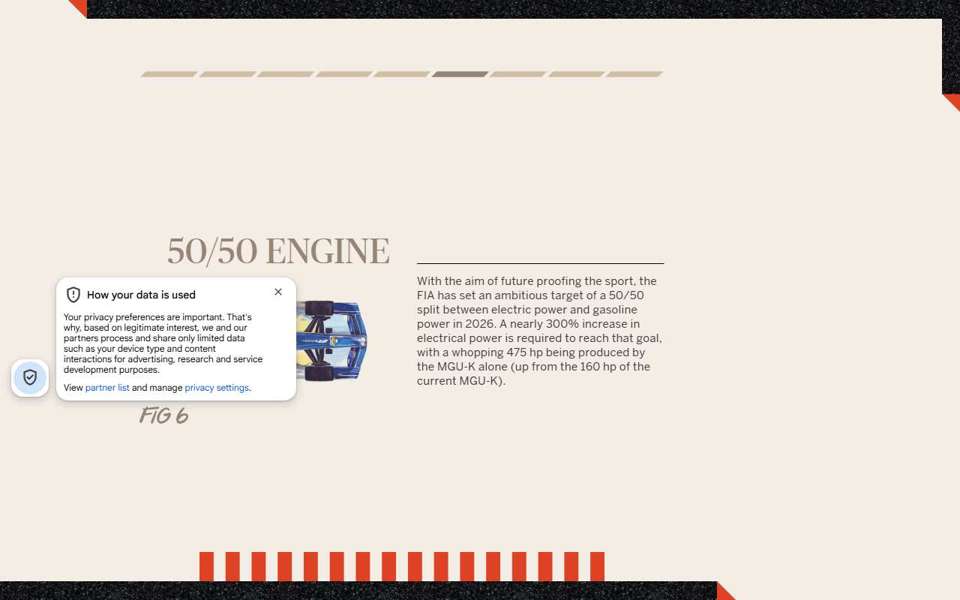 50/50 ENGINE
How your data is used
Your privacy preferences are important. That's
why, based on legitimate interest, we and our
partners process and share only limited data
such as your device type and content
interactions for advertising, research and service
development purposes.
View partner list and manage privacy settings.
FIG 6
With the aim of future proofing the sport, the
FIA has set an ambitious target of a 50/50
split between electric power and gasoline
power in 2026. A nearly 300% increase in
electrical power is required to reach that goal,
with a whopping 475 hp being produced by
the MGU-K alone (up from the 160 hp of the
current MGU-K).